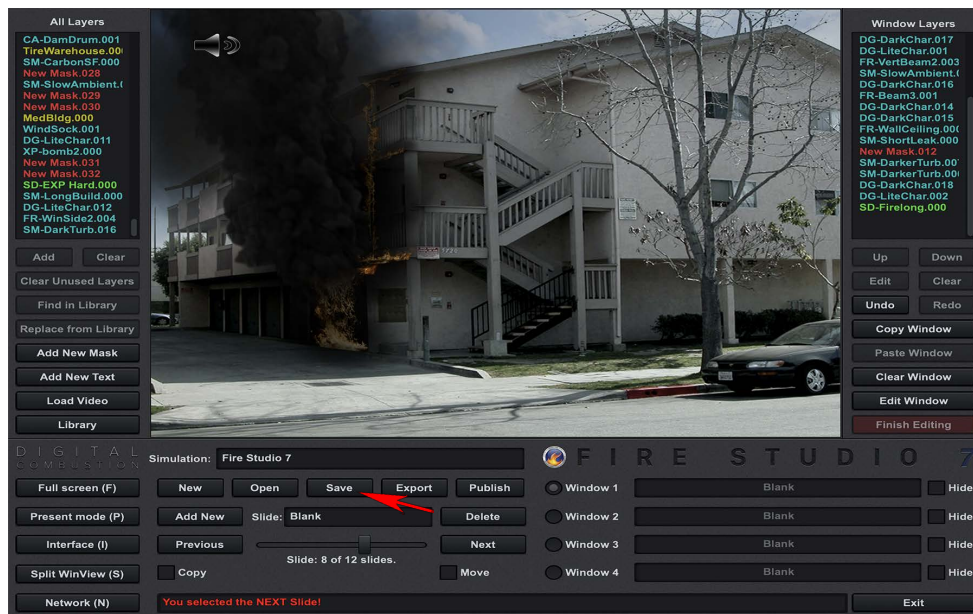 All Layers
CA-DamDrum.001
TireWarehouse.00
SM-CarbonSF.000
New Mask.028
SM-SlowAmbient.(
New Mask.029
New Mask.030
MedBldg.000
WindSock.001
DG-LiteChar.011
XP-bomb2.000
New Mask.031
New Mask.032
SD-EXP Hard.000
SM-LongBuild.000
DG-LiteChar.012
FR-WinSide2.004
SM-DarkTurb.016
Add Clear
Clear Unused Layers
Find in Library
Replace from Library
Add New Mask
Add New Text
Load Video
Library
Window Layers
DG-DarkChar.017
DG-LiteChar.001
FR-VertBeam2.003
SM-SlowAmbient.(
DG-DarkChar.016
FR-Beam3.001
DG-DarkChar.014
DG-DarkChar.015
FR-WallCeiling.00(
SM-ShortLeak.000
New Mask.012
SM-DarkerTurb.00
SM-DarkerTurb.00
DG-DarkChar.018
DG-LiteChar.002
SD-Firelong.000
Up Down
Edit Clear
Undo Redo
Copy Window
Paste Window
Clear Window
Edit Window
Finish Editing
DIGITAL
COMBUSTION
Simulation: Fire Studio 7
FIRE STUDIO 7
Full screen (F) New Open Save Export Publish Window 1 Blank Hide
Present mode (P) Add New Slide: Blank Delete Window 2 Blank Hide
Interface (I) Previous Next Window 3 Blank Hide
Slide: 8 of 12 slides.
Split WinView (S) Copy Move Window 4 Blank Hide
Network (N) You selected the NEXT Slide! Exit